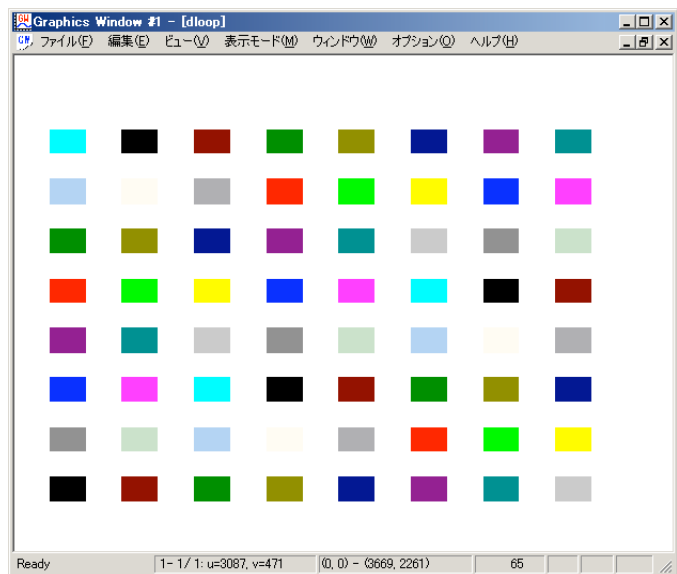 Graphics Window #1 - [dloop]
ファイル(F) 編集(E) ビュー(V) 表示モード(M) ウィンドウ(W) オプション(O) ヘルプ(H)
Ready 1- 1/ 1: u=3087, v=471 (0, 0) - (3669, 2261) 65